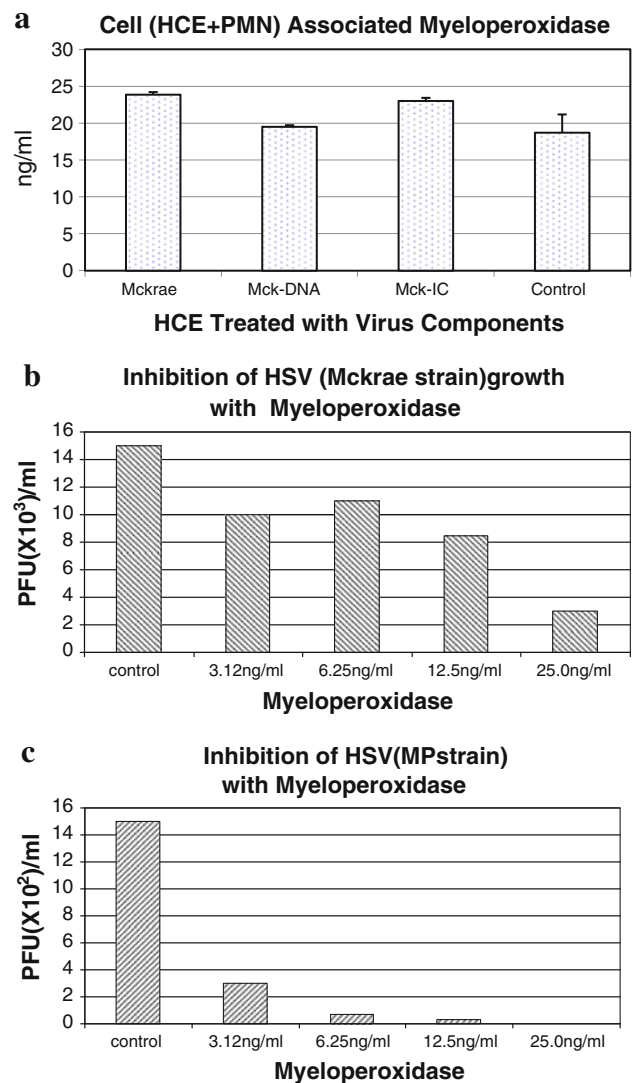 a
Cell (HCE+PMN) Associated Myeloperoxidase
30
25
20
15
10
5
0
ng/ml
Mckrae Mck-DNA Mck-IC Control
HCE Treated with Virus Components
b
Inhibition of HSV (Mckrae strain)growth
with Myeloperoxidase
16
14
12
10
8
6
4
2
0
PFU(X10³)/ml
control 3.12ng/ml 6.25ng/ml 12.5ng/ml 25.0ng/ml
Myeloperoxidase
c
Inhibition of HSV(MPstrain)
with Myeloperoxidase
16
14
12
10
8
6
4
2
0
PFU(X10²)/ml
control 3.12ng/ml 6.25ng/ml 12.5ng/ml 25.0ng/ml
Myeloperoxidase